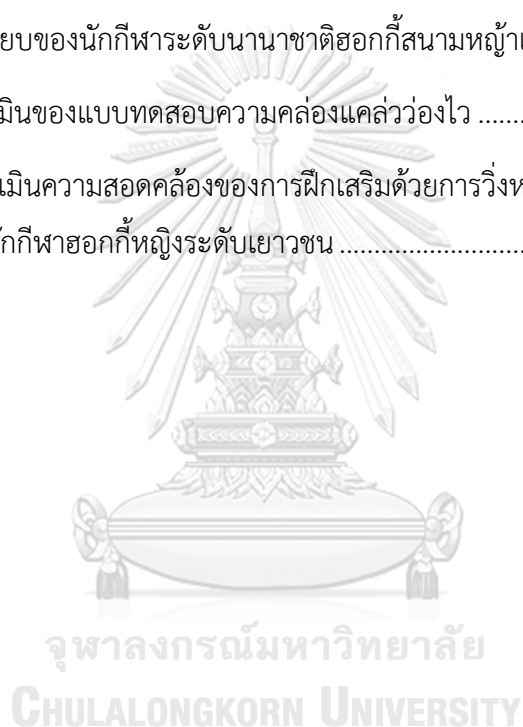 ยบของนักกีฬาระดับนานาชาติฮอกกี้สนามหญ้า
มินของแบบทดสอบความคล่องแคล่วว่องไว ........
เมินความสอดคล้องของการฝึกเสริมด้วยการวิ่ง
ักกีฬาฮอกกี้หญิงระดับเยาวชน ..............................
จุฬาลงกรณ์มหาวิทยาลัย
CHULALONGKORN UNIVERSITY